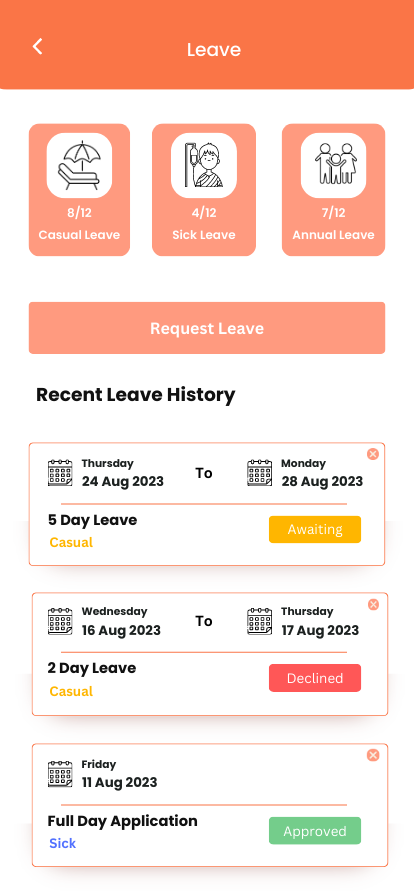 Leave
8/12
Casual Leave
4/12
Sick Leave
7/12
Annual Leave
Request Leave
Recent Leave History
Thursday
24 Aug 2023
To
Monday
28 Aug 2023
5 Day Leave
Casual
Awaiting
Wednesday
16 Aug 2023
To
Thursday
17 Aug 2023
2 Day Leave
Casual
Declined
Friday
11 Aug 2023
Full Day Application
Sick
Approved